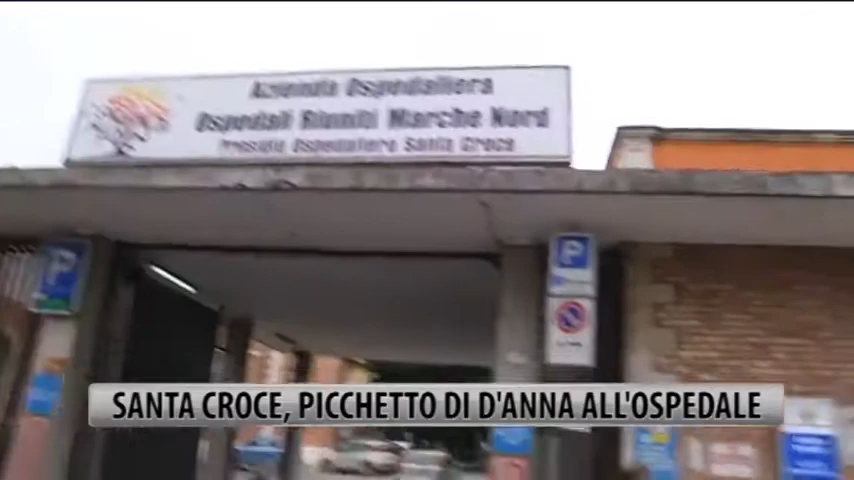 Azienda Ospedaliera
Ospedali Riuniti Marche Nord
Presidio Ospedaliero Santa Croce
P
P
SANTA CROCE, PICCHETTO DI D'ANNA ALL'OSPEDALE